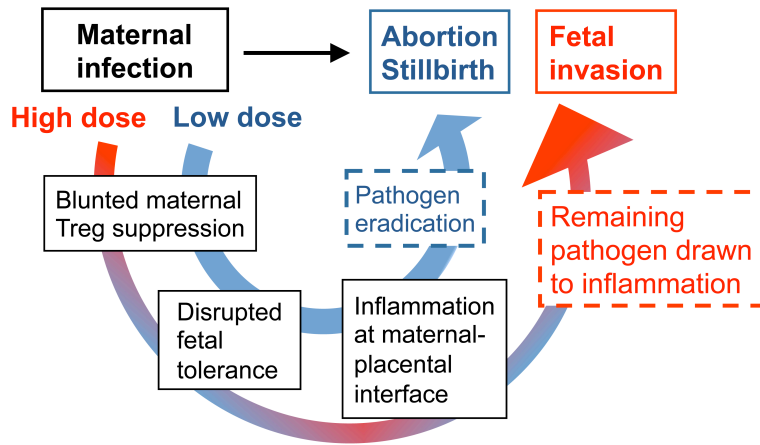 Maternal
infection
Abortion
Stillbirth
Fetal
invasion
High dose
Low dose
Blunted maternal
Treg suppression
Pathogen
eradication
Remaining
pathogen drawn
to inflammation
Disrupted
fetal
tolerance
Inflammation
at maternal-
placental
interface